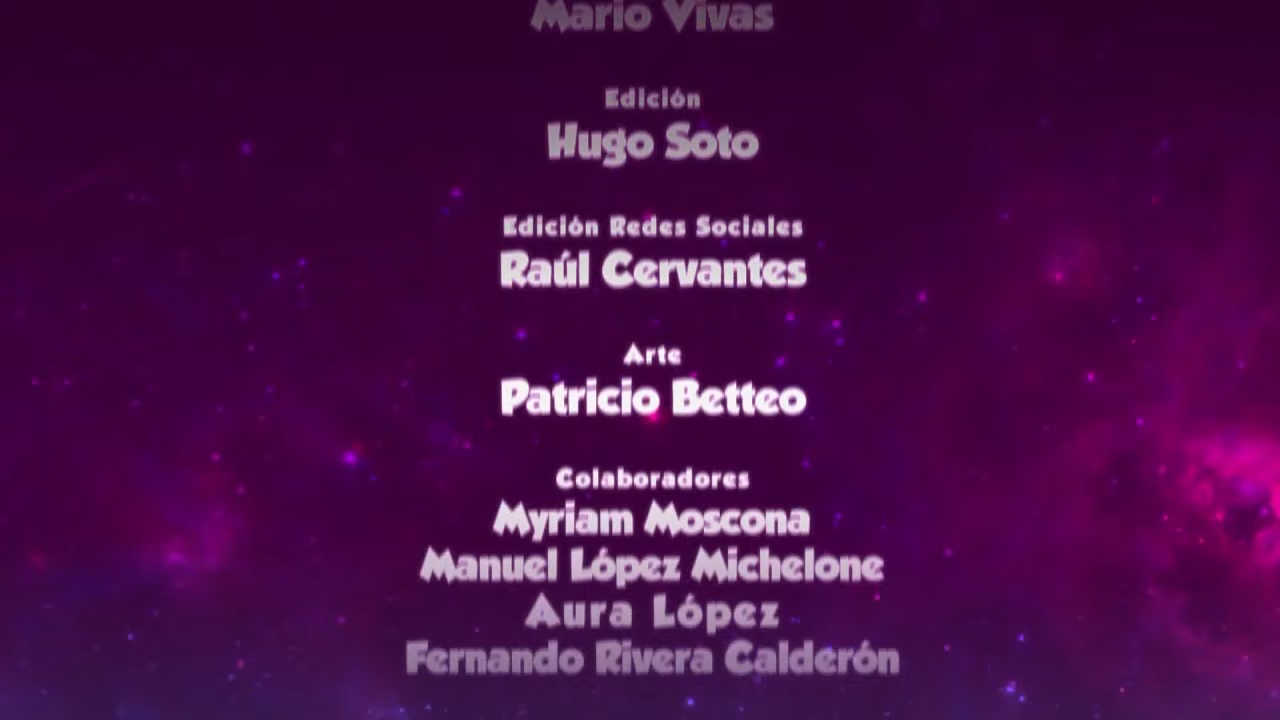 Mario Vivas
Edición
Hugo Soto
Edición Redes Sociales
Raúl Cervantes
Arte
Patricio Betteo
Colaboradores
Myriam Moscona
Manuel López Michelone
Aura López
Fernando Rivera Calderón